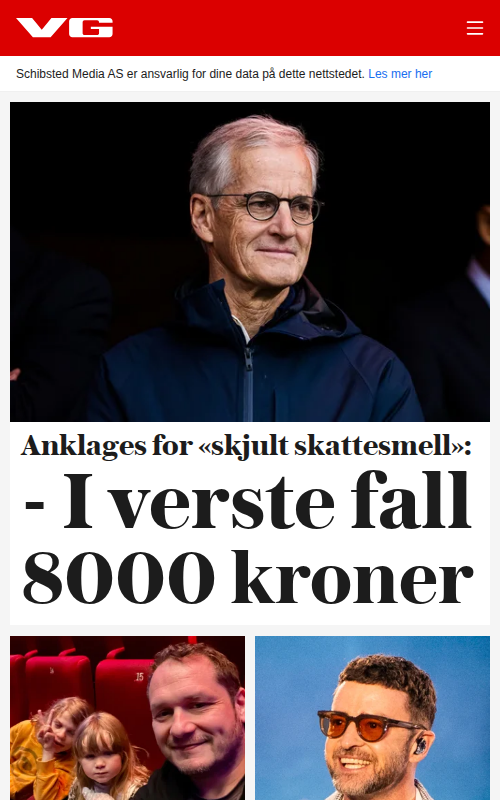 VG
Schibsted Media AS er ansvarlig for dine data på dette nettstedet. Les mer her
Anklages for «skjult skattesmell»:
- I verste fall
8000 kroner
15